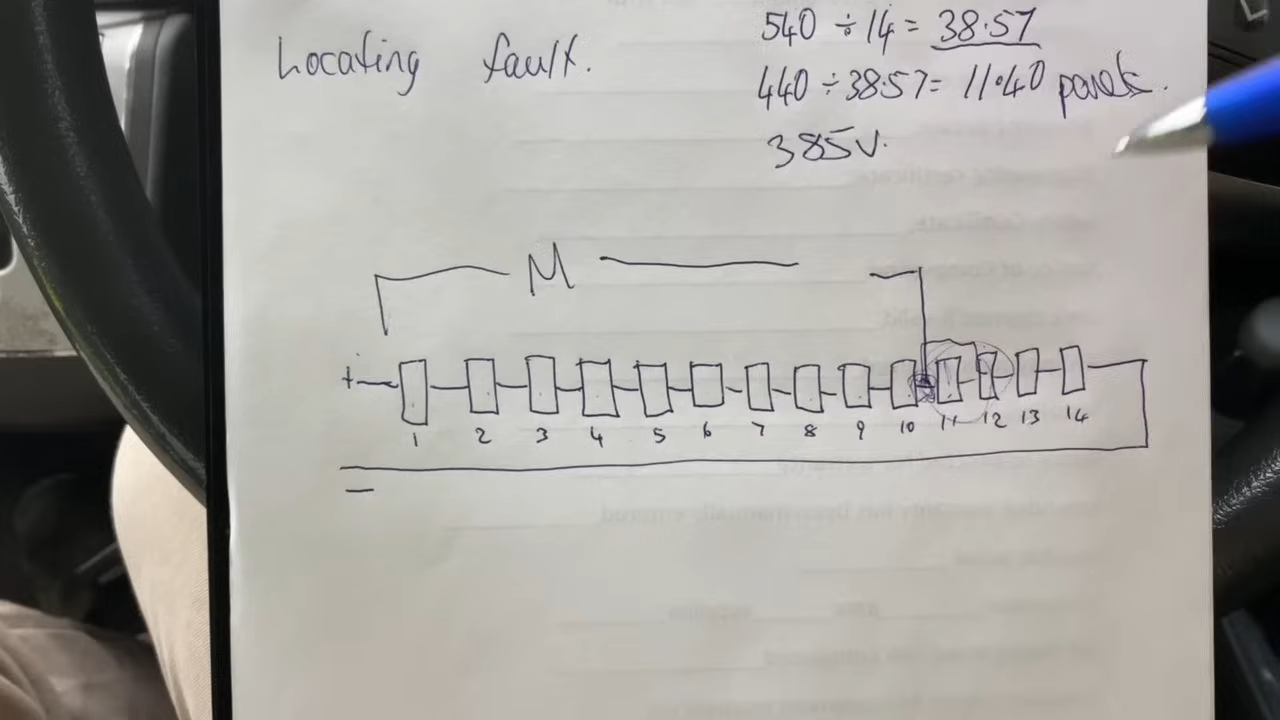 Locating fault.
540 ÷ 14 = 38.57
440 ÷ 38.57 = 11.40 panels.
385V.
M
+
1 2 3 4 5 6 7 8 9 10 11 12 13 14
−